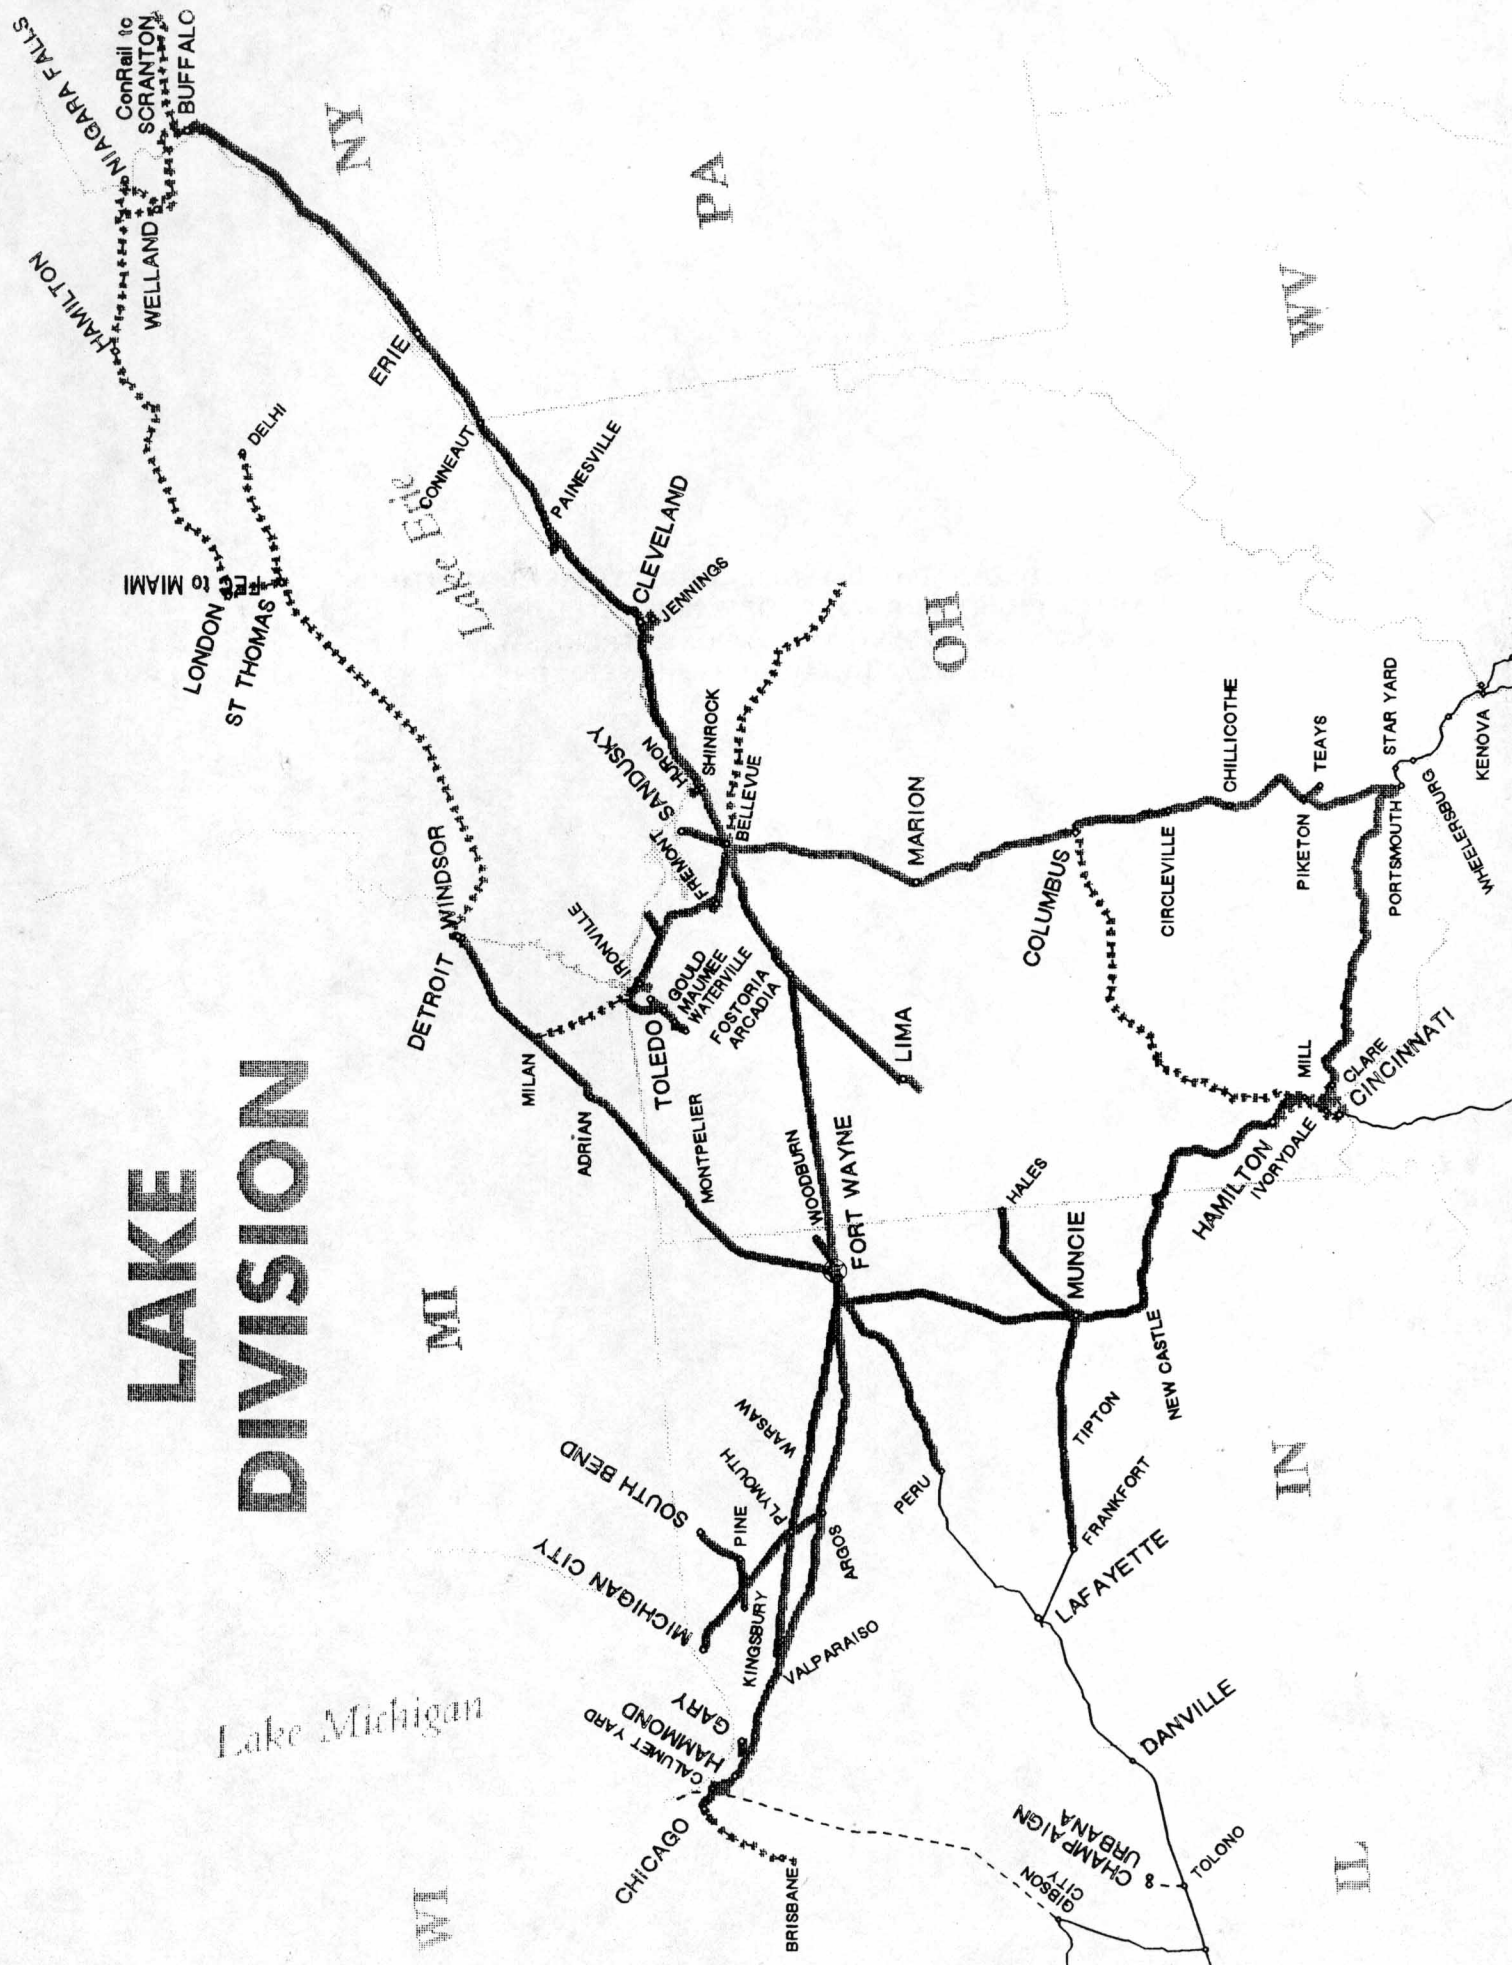 LAKE
DIVISION
WI
Lake Michigan
MI
Lake Erie
NY
PA
OH
WV
IN
IL
CHICAGO
BRISBANE
CALUMET YARD
HAMMOND
GARY
KINGSBURY
MICHIGAN CITY
SOUTH BEND
PINE
PLYMOUTH
WARSAW
ARGOS
VALPARAISO
GIBSON
CITY
CHAMPAIGN
URBANA
TOLONO
DANVILLE
LAFAYETTE
FRANKFORT
TIPTON
PERU
NEW CASTLE
MUNCIE
HALES
FORT WAYNE
WOODBURN
MONTPELIER
ADRIAN
MILAN
DETROIT
WINDSOR
TOLEDO
IRONVILLE
GOULD
MAUMEE
WATERVILLE
FOSTORIA
ARCADIA
LIMA
FREMONT
SANDUSKY
HURON
SHINROCK
BELLEVUE
MARION
COLUMBUS
CIRCLEVILLE
CHILLICOTHE
PIKETON
TEAYS
PORTSMOUTH
STAR YARD
WHEELERSBURG
KENOVA
HAMILTON
IVORYDALE
MILL
CLARE
CINCINNATI
CLEVELAND
JENNINGS
PAINESVILLE
CONNEAUT
ERIE
ST THOMAS
LONDON
to MIAMI
DELHI
HAMILTON
WELLAND
NIAGARA FALLS
ConRail to
SCRANTON
BUFFALO